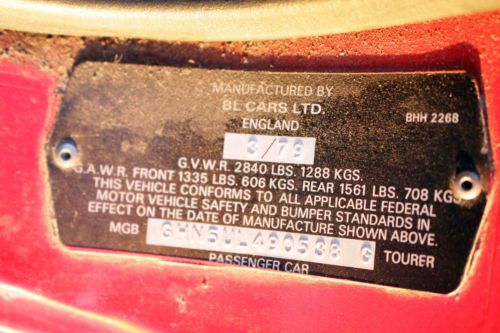 MANUFACTURED BY
BL CARS LTD.
ENGLAND
BHH 2268
3/79
G.V.W.R. 2840 LBS. 1288 KGS.
G.A.W.R. FRONT 1335 LBS. 606 KGS. REAR 1561 LBS. 708 KGS.
THIS VEHICLE CONFORMS TO ALL APPLICABLE FEDERAL
MOTOR VEHICLE SAFETY AND BUMPER STANDARDS IN
EFFECT ON THE DATE OF MANUFACTURE SHOWN ABOVE.
MGB GHN5UL490538 G TOURER
PASSENGER CAR